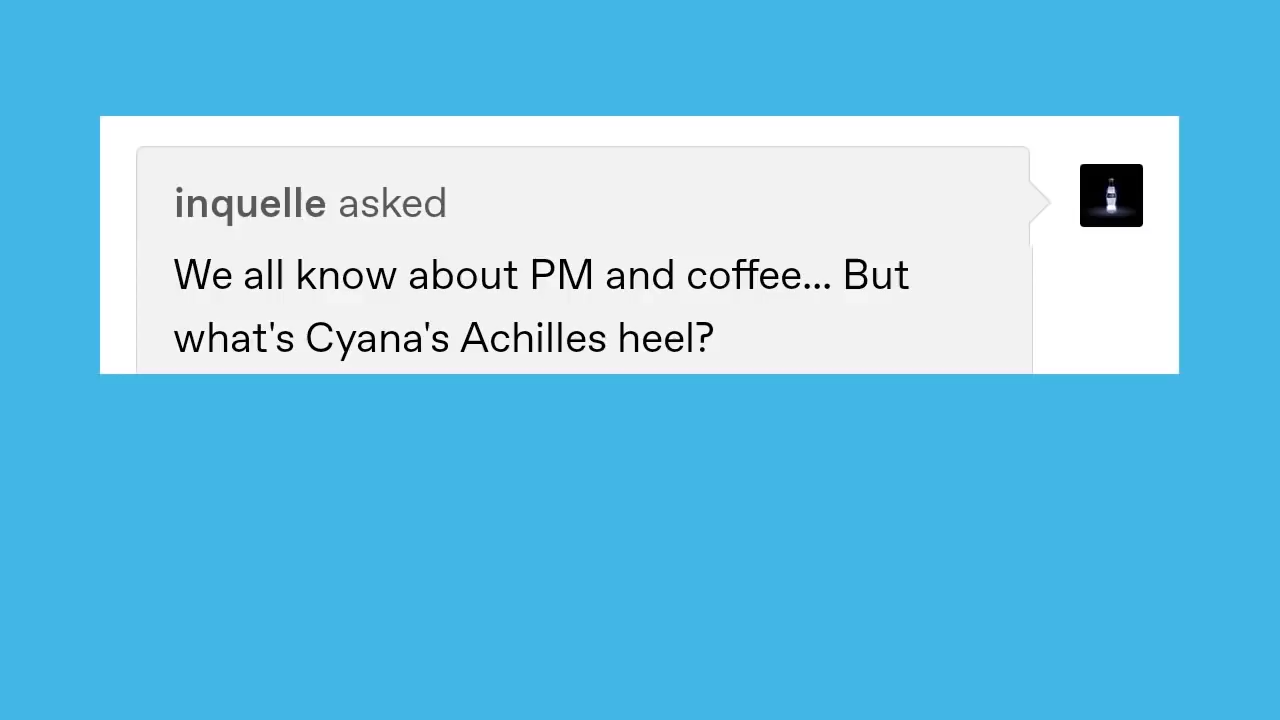 inquelle asked
We all know about PM and coffee... But
what's Cyana's Achilles heel?